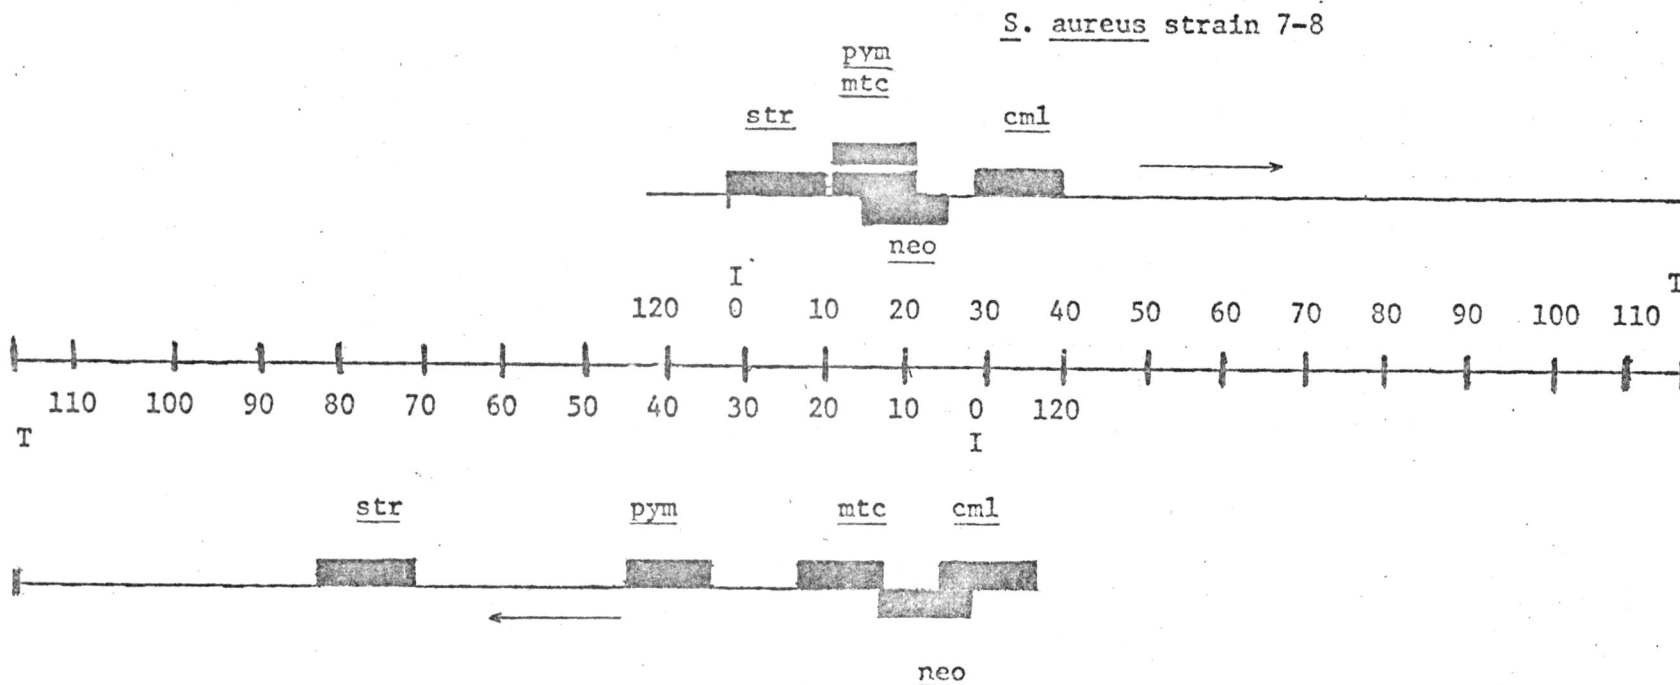 S. aureus strain 7-8
pym
mtc
str
cml
neo
I
T
120 0 10 20 30 40 50 60 70 80 90 100 110
110 100 90 80 70 60 50 40 30 20 10 0 120
T
I
str pym mtc cml
neo